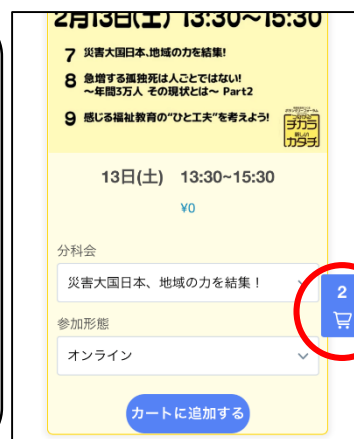 2月13日(土) 13:30～15:30
7 災害大国日本、地域の力を結集!
8 急増する孤独死は人ごとではない!
～年間3万人 その現状とは～ Part2
9 感じる福祉教育の“ひと工夫”を考えよう!
チカラ
カタチ
13日(土) 13:30~15:30
¥0
分科会
災害大国日本、地域の力を結集！
2
参加形態
オンライン
カートに追加する